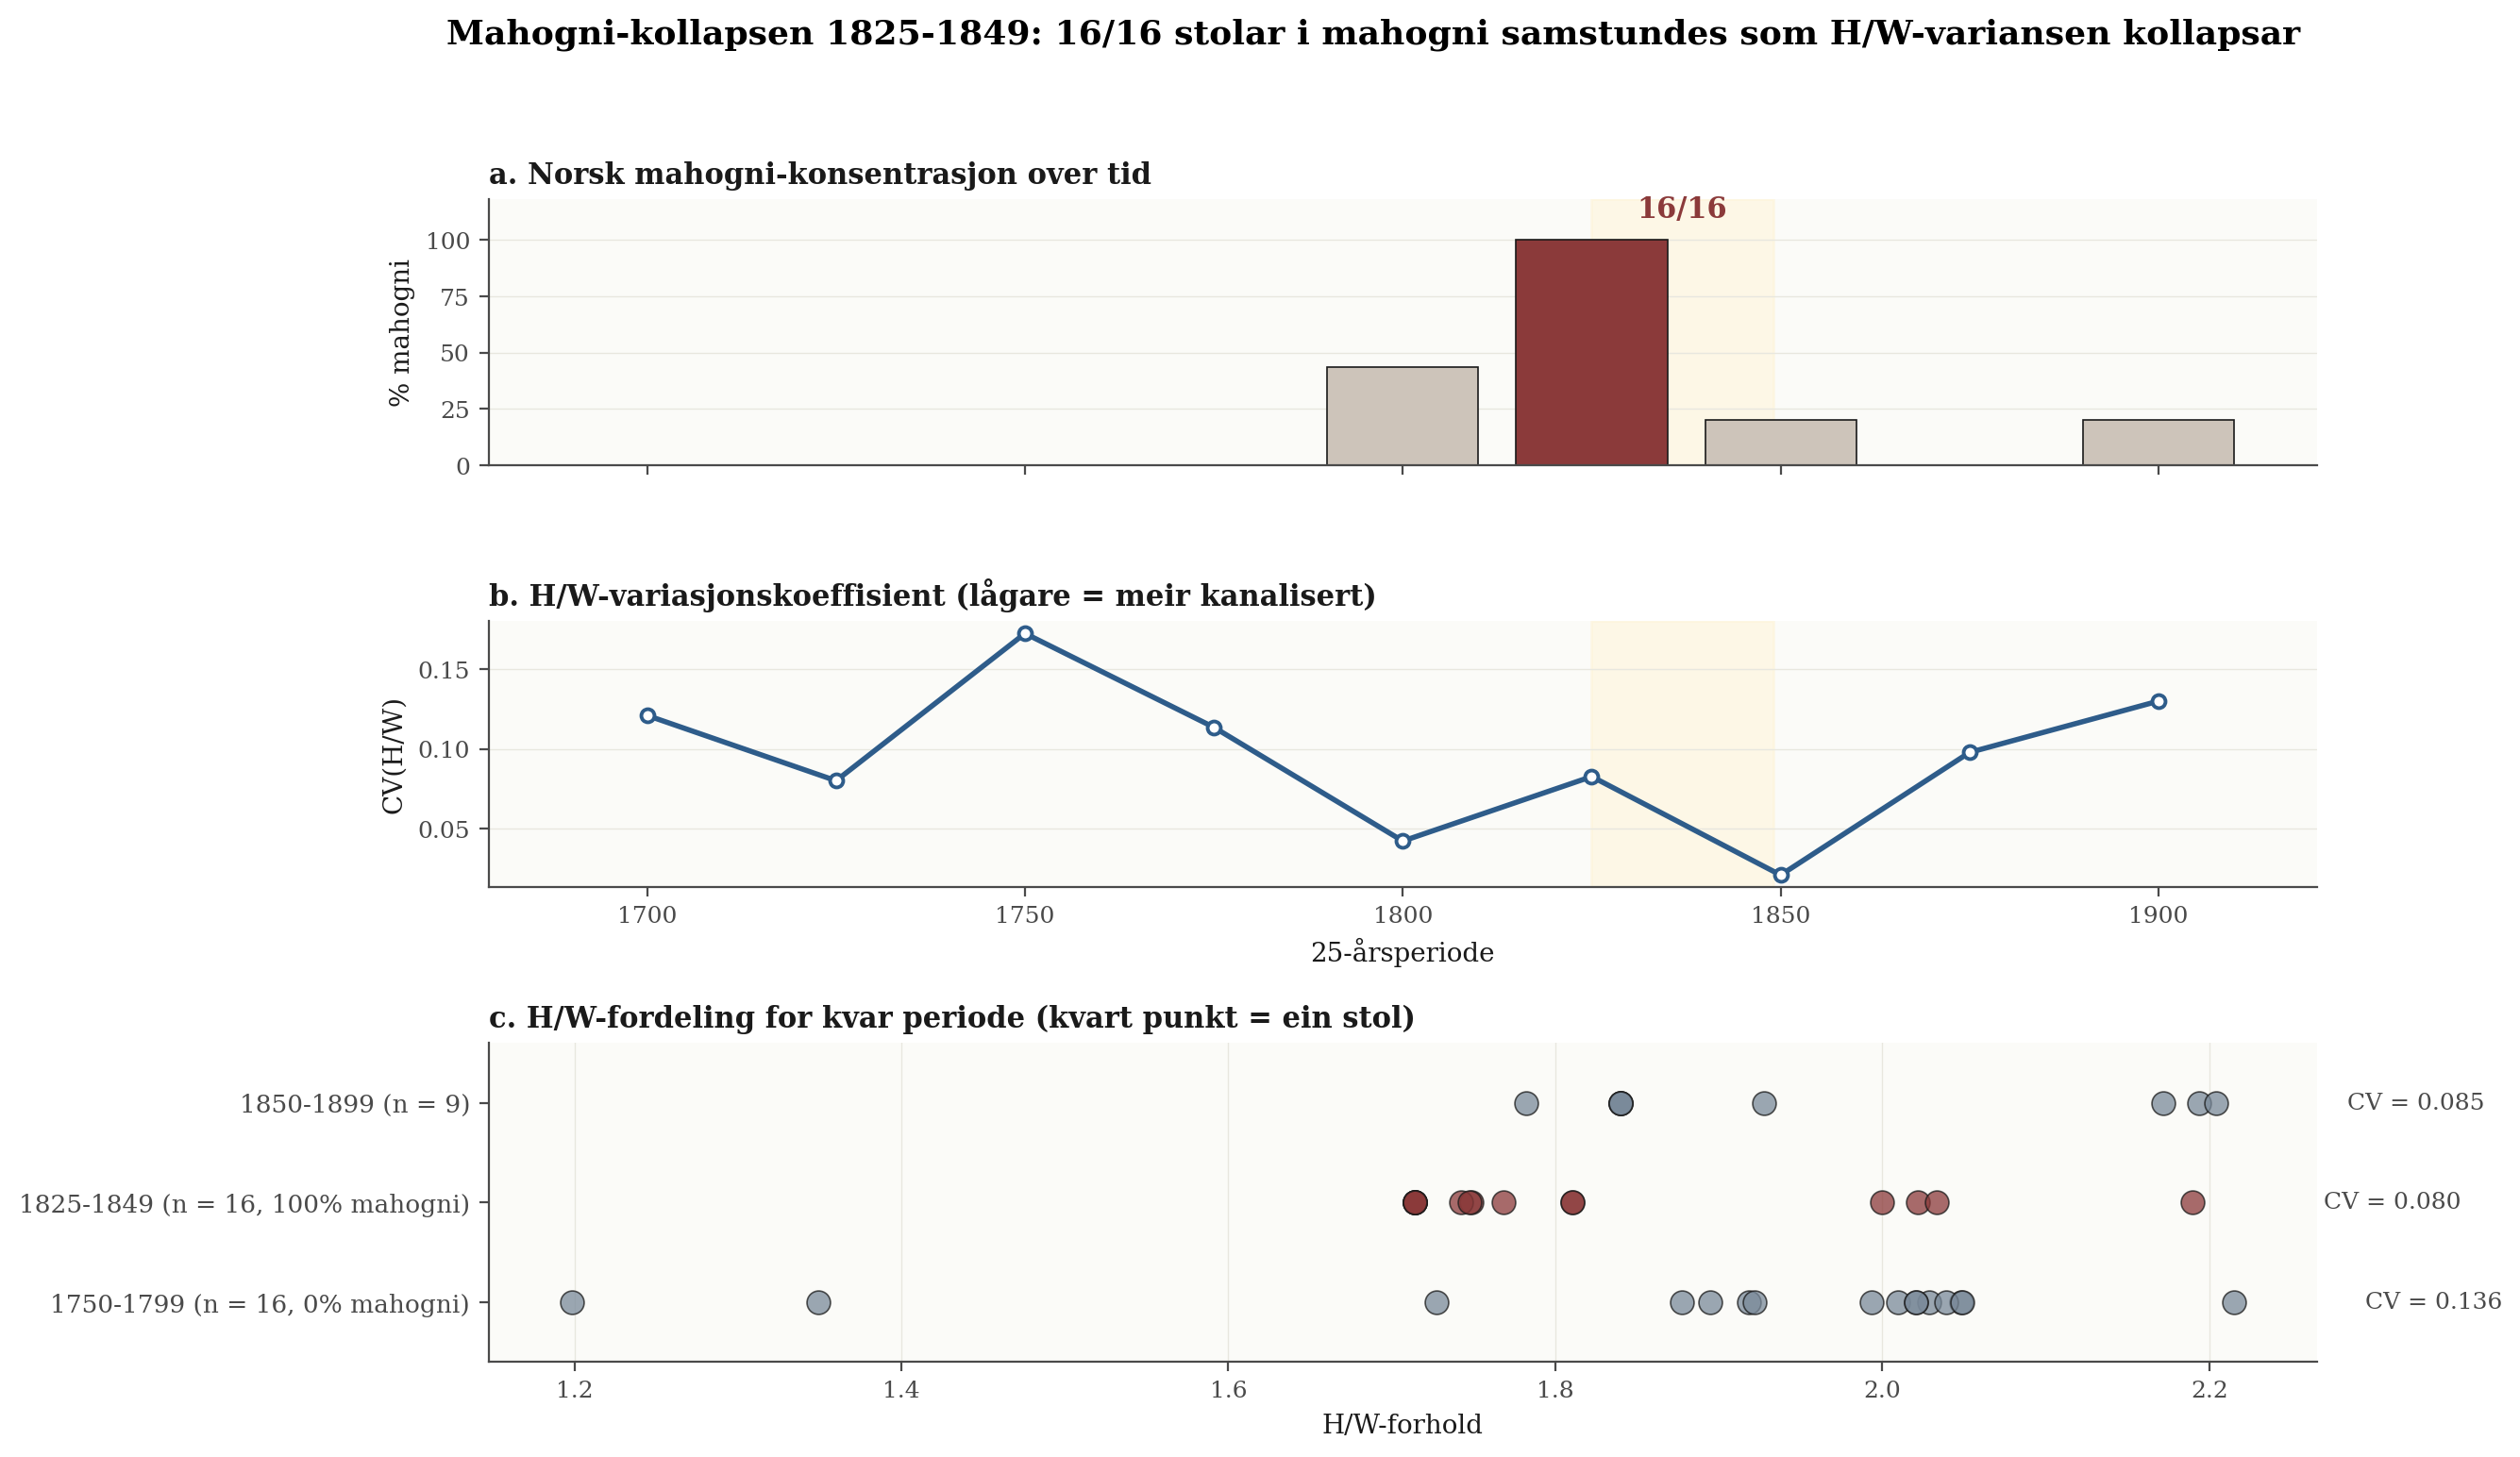 Mahogni-kollapsen 1825-1849: 16/16 stolar i mahogni samstundes som H/W-variansen kollapsar
a. Norsk mahogni-konsentrasjon over tid
16/16
% mahogni
100
75
50
25
0
b. H/W-variasjonskoeffisient (lågare = meir kanalisert)
CV(H/W)
0.15
0.10
0.05
1700 1750 1800 1850 1900
25-årsperiode
c. H/W-fordeling for kvar periode (kvart punkt = ein stol)
1850-1899 (n = 9) CV = 0.085
1825-1849 (n = 16, 100% mahogni) CV = 0.080
1750-1799 (n = 16, 0% mahogni) CV = 0.136
1.2 1.4 1.6 1.8 2.0 2.2
H/W-forhold